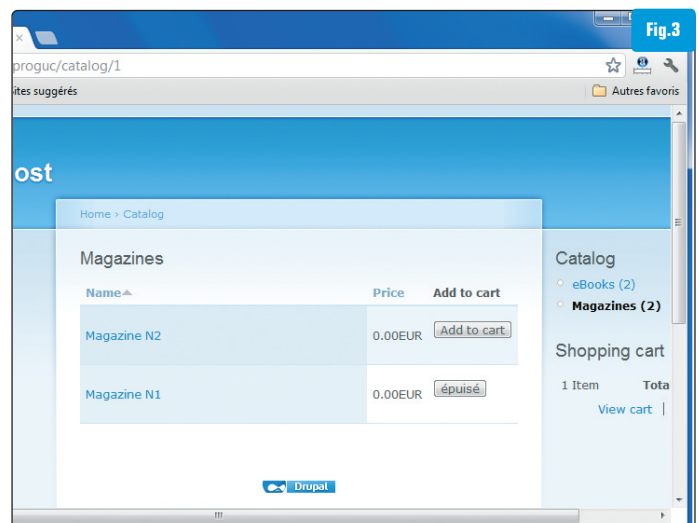 Fig.3
proguc/catalog/1
ites suggérés
Autres favoris
ost
Home › Catalog
Magazines
Name Price Add to cart
Magazine N2 0.00EUR Add to cart
Magazine N1 0.00EUR épuisé
Drupal
Catalog
eBooks (2)
Magazines (2)
Shopping cart
1 Item Tota
View cart |